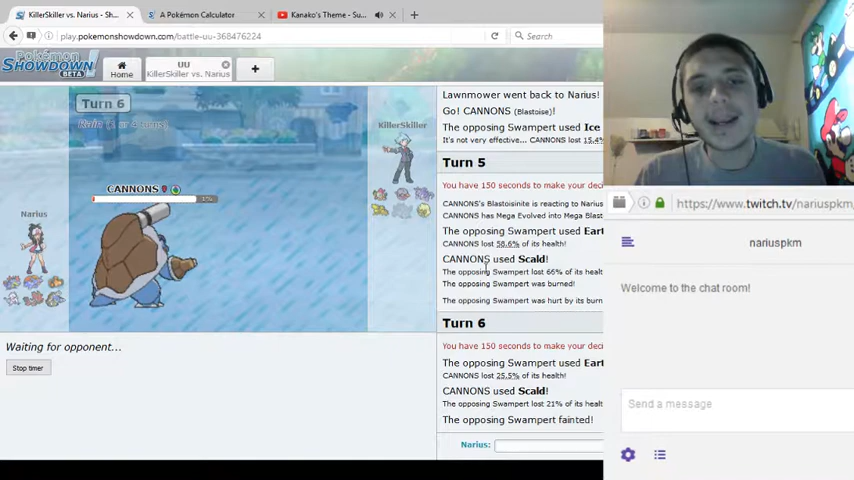 KillerSkiller vs. Narius - Sh...
A Pokémon Calculator
Kanako's Theme - Su...
play.pokemonshowdown.com/battle-uu-368476224
Search
Pokémon
SHOWDOWN
BETA
Home
UU
KillerSkiller vs. Narius
Turn 6
Rain
4 turns)
KillerSkiller
CANNONS
1%
Narius
Waiting for opponent...
Stop timer
Lawnmower went back to Narius!
Go! CANNONS (Blastoise)!
The opposing Swampert used Ice
It's not very effective... CANNONS lost 15.4%
Turn 5
You have 150 seconds to make your deci
CANNONS's Blastoisinite is reacting to Narius
CANNONS has Mega Evolved into Mega Blast
The opposing Swampert used Eart
CANNONS lost 58.6% of its health!
CANNONS used Scald!
The opposing Swampert lost 66% of its healt
The opposing Swampert was burned!
The opposing Swampert was hurt by its burn
Turn 6
You have 150 seconds to make your deci
The opposing Swampert used Eart
CANNONS lost 25.5% of its health!
CANNONS used Scald!
The opposing Swampert lost 21% of its healt
The opposing Swampert fainted!
Narius:
https://www.twitch.tv/nariuspkm/
nariuspkm
Welcome to the chat room!
Send a message